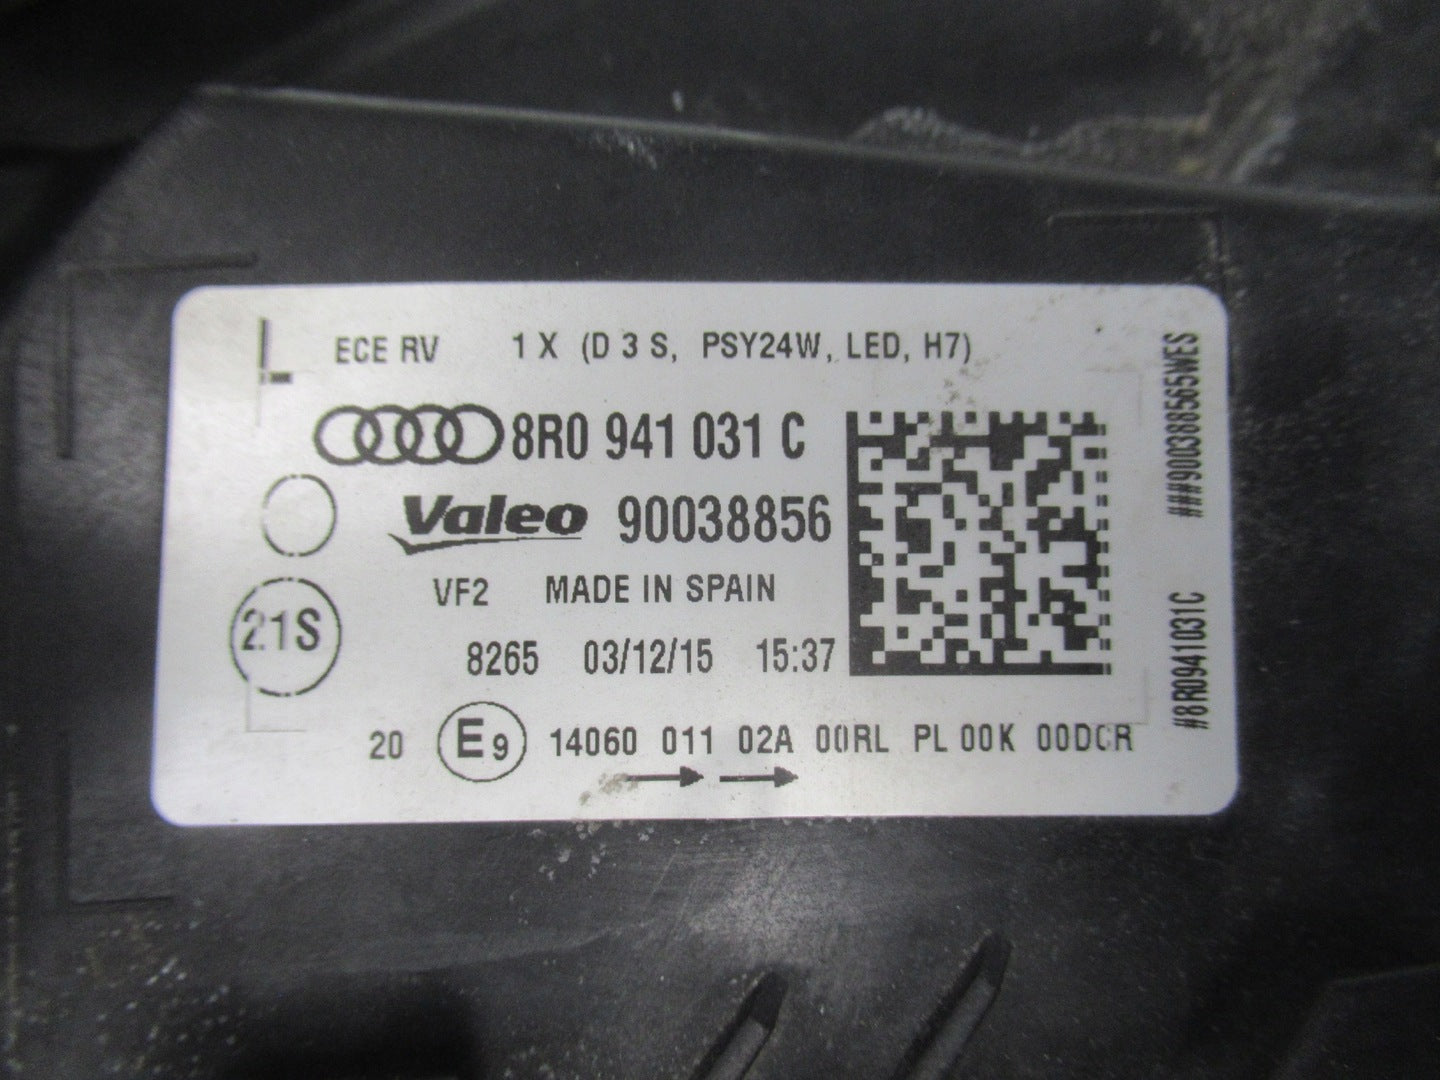 L ECE RV 1 X (D 3 S, PSY24W, LED, H7)
8R0 941 031 C
Valeo 90038856
VF2 MADE IN SPAIN
21S
8265 03/12/15 15:37
20 E9 14060 011 02A 00RL PL 00K 00DCR
###90038856SWES
#8R0941031C